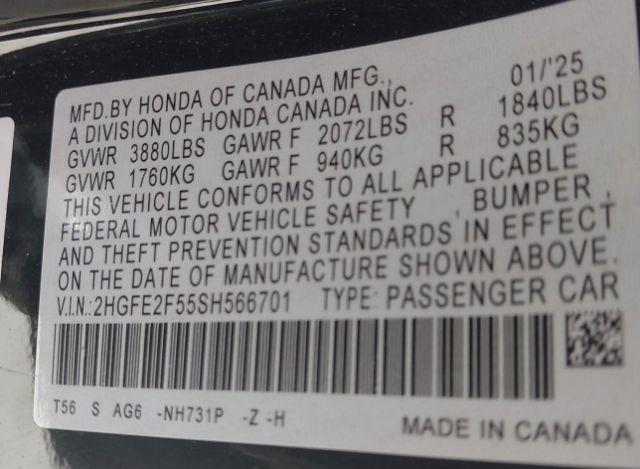 MFD.BY HONDA OF CANADA MFG., 01/'25
A DIVISION OF HONDA CANADA INC.
GVWR 3880LBS GAWR F 2072LBS R 1840LBS
GVWR 1760KG GAWR F 940KG R 835KG
THIS VEHICLE CONFORMS TO ALL APPLICABLE
FEDERAL MOTOR VEHICLE SAFETY , BUMPER ,
AND THEFT PREVENTION STANDARDS IN EFFECT
ON THE DATE OF MANUFACTURE SHOWN ABOVE.
V.I.N.: 2HGFE2F55SH566701 TYPE: PASSENGER CAR
T56 S AG6 -NH731P -Z -H MADE IN CANADA